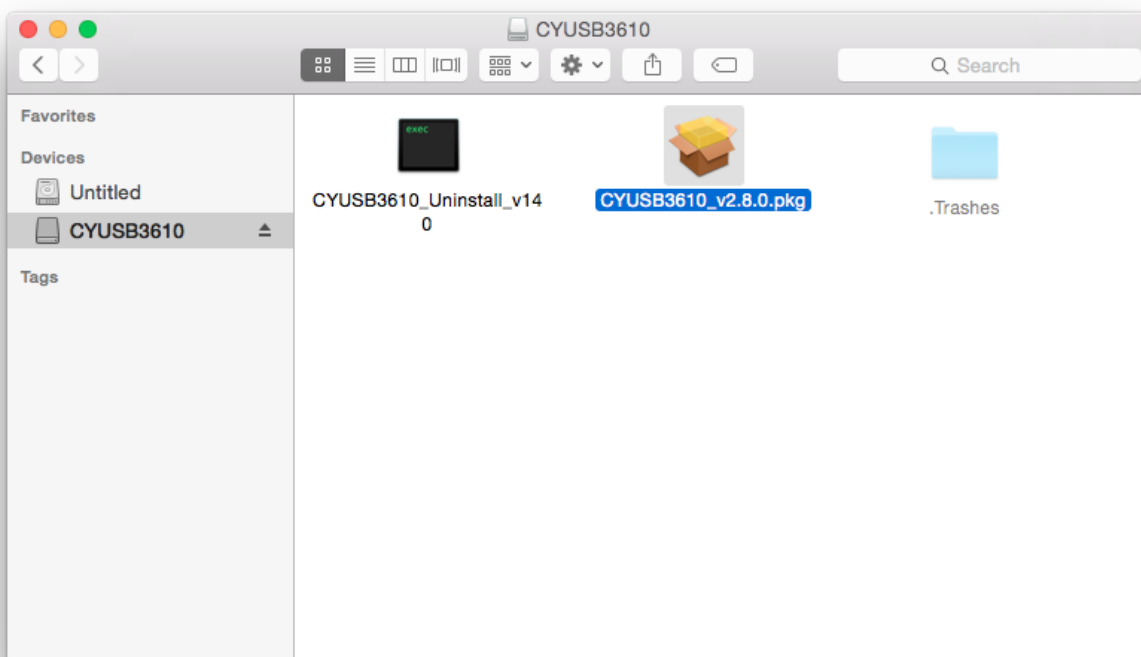 CYUSB3610
Search
Favorites
Devices
Untitled
CYUSB3610
Tags
exec
CYUSB3610_Uninstall_v14
0
CYUSB3610_v2.8.0.pkg
.Trashes